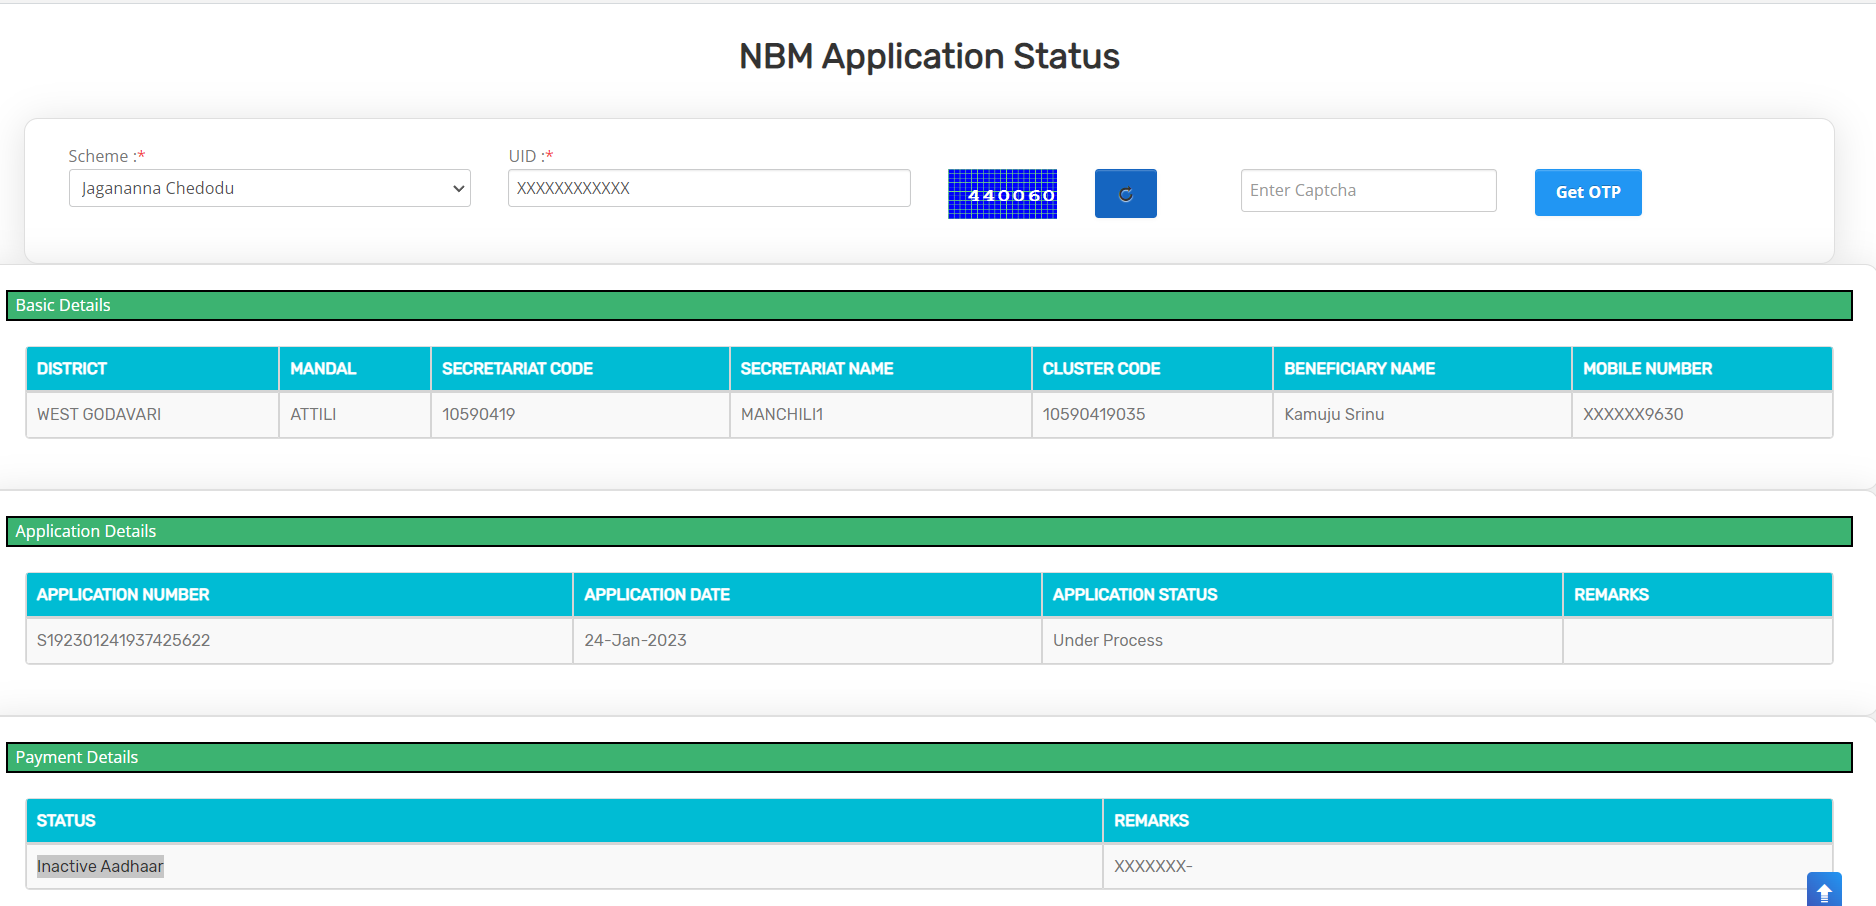 NBM Application Status
Scheme :* UID :*
Jagananna Chedodu XXXXXXXXXXXX 440060 Enter Captcha Get OTP
Basic Details
DISTRICT MANDAL SECRETARIAT CODE SECRETARIAT NAME CLUSTER CODE BENEFICIARY NAME MOBILE NUMBER
WEST GODAVARI ATTILI 10590419 MANCHILI1 10590419035 Kamuju Srinu XXXXXX9630
Application Details
APPLICATION NUMBER APPLICATION DATE APPLICATION STATUS REMARKS
S192301241937425622 24-Jan-2023 Under Process
Payment Details
STATUS REMARKS
Inactive Aadhaar XXXXXXX-